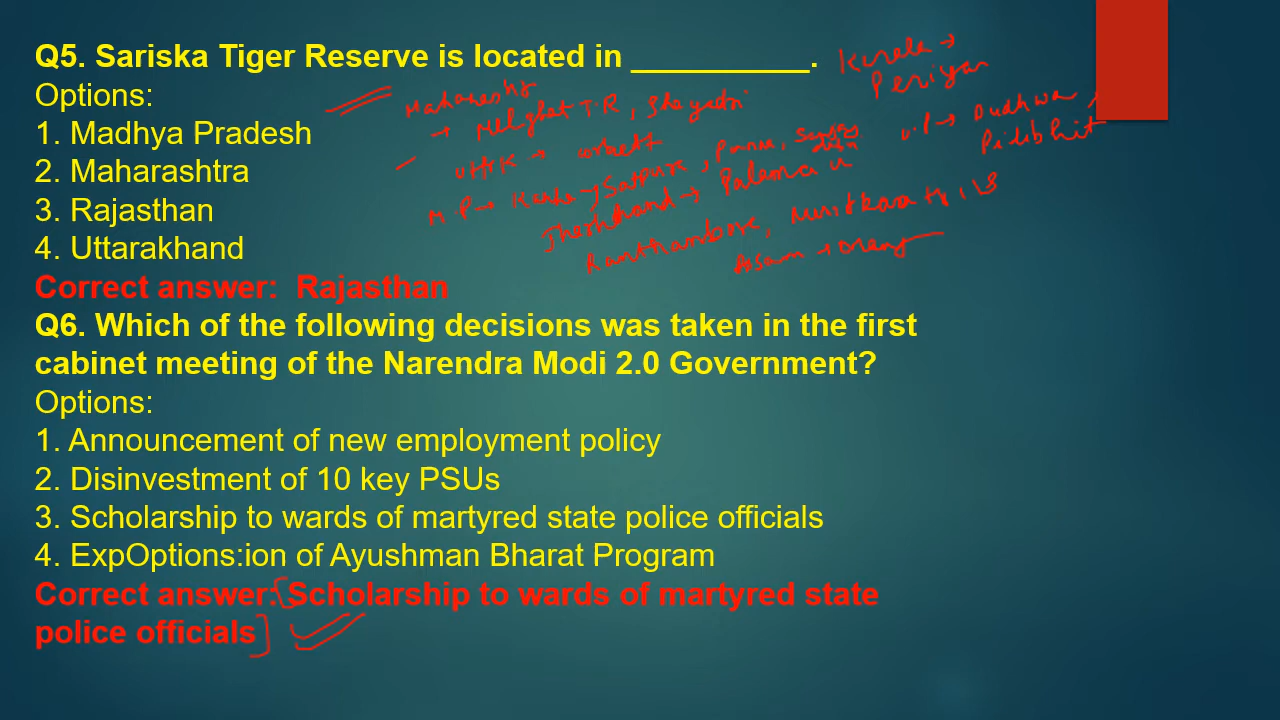 Q5. Sariska Tiger Reserve is located in __________.
Kerela →
Periyar
Options:
Maharashtr
→ Melghat T.R, Shayadri
1. Madhya Pradesh
U.P → Dudhwa,
Pilibhit
2. Maharashtra
→ corbett
M.P → Kanha → Satpura, Panna,
3. Rajasthan
Jharkhand → Palamau
4. Uttarakhand
Ranthambore,
Assam → Orang
Correct answer:  Rajasthan
Q6. Which of the following decisions was taken in the first
cabinet meeting of the Narendra Modi 2.0 Government?
Options:
1. Announcement of new employment policy
2. Disinvestment of 10 key PSUs
3. Scholarship to wards of martyred state police officials
4. ExpOptions:ion of Ayushman Bharat Program
Correct answer: Scholarship to wards of martyred state
police officials